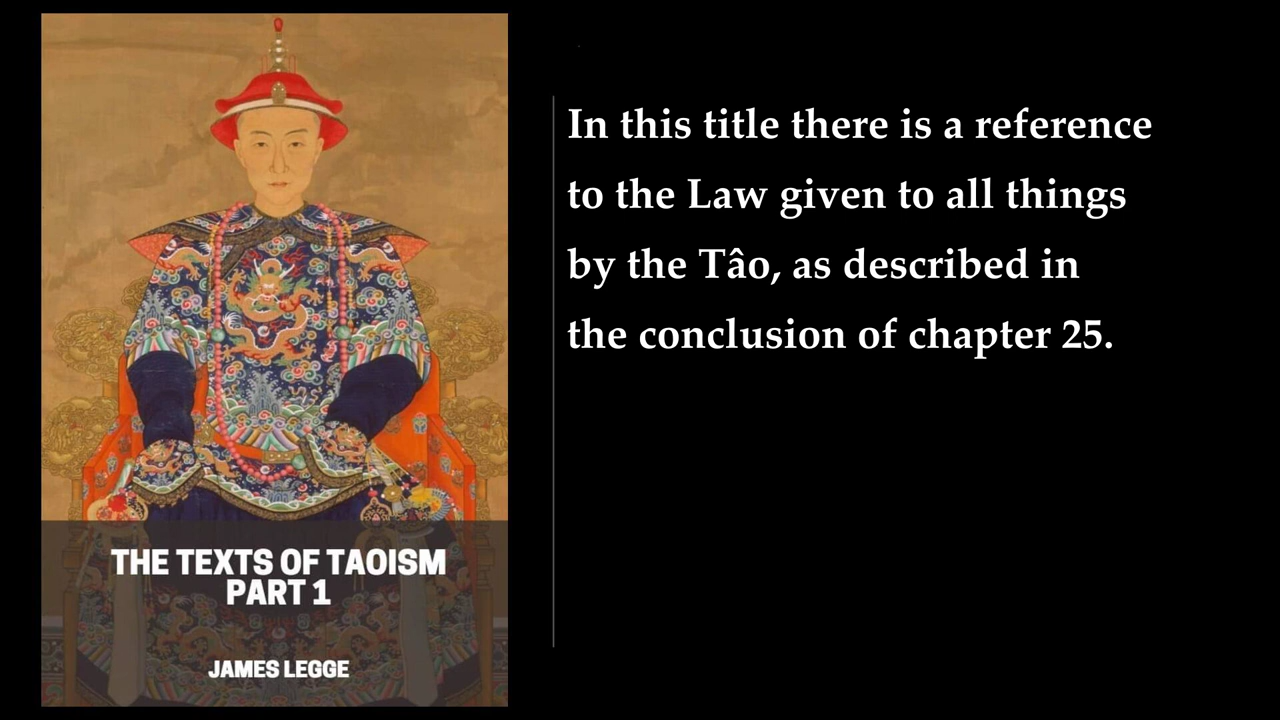 THE TEXTS OF TAOISM
PART 1
JAMES LEGGE
In this title there is a reference
to the Law given to all things
by the Tâo, as described in
the conclusion of chapter 25.